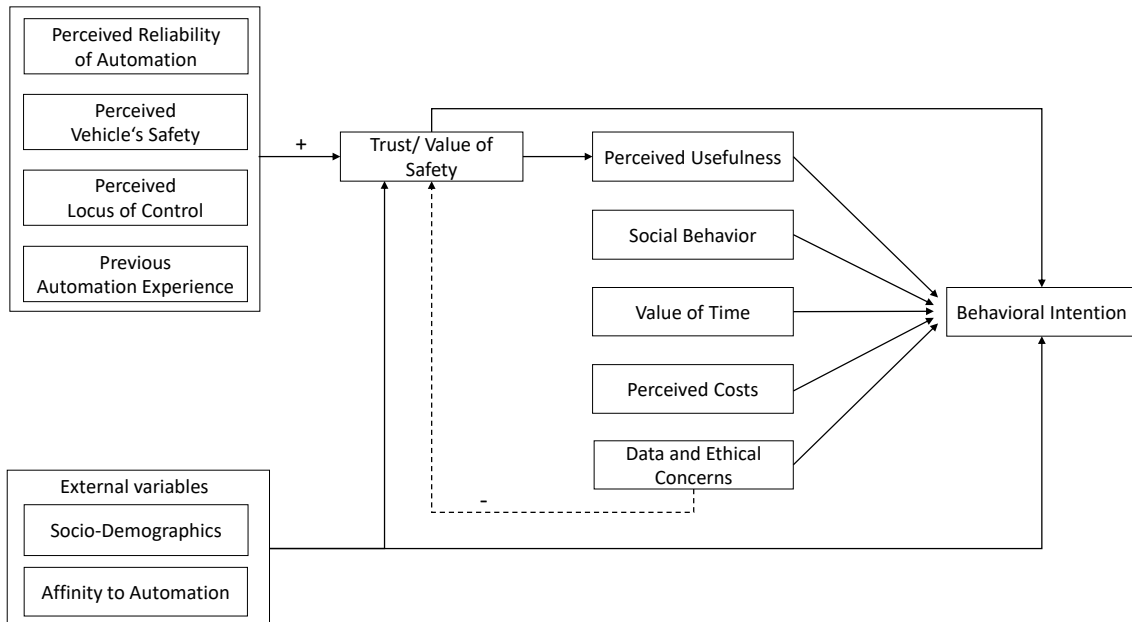 Perceived Reliability
of Automation
Perceived
Vehicle‘s Safety
Perceived
Locus of Control
Previous
Automation Experience
+
Trust/ Value of
Safety
Perceived Usefulness
Social Behavior
Value of Time
Perceived Costs
Data and Ethical
Concerns
-
Behavioral Intention
External variables
Socio-Demographics
Affinity to Automation